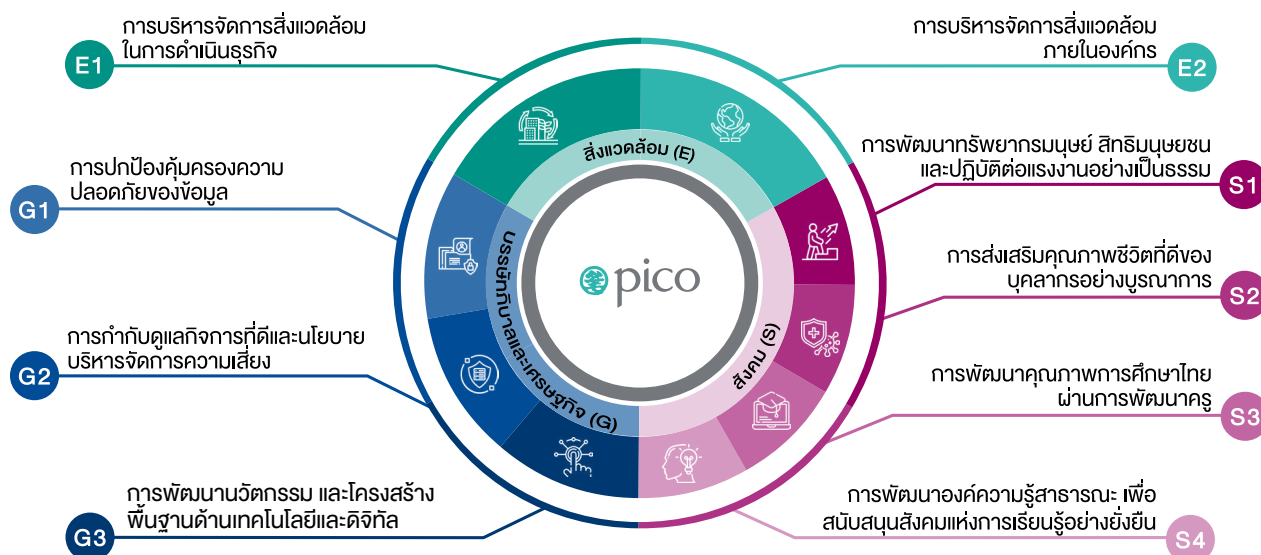 การบริหารจัดการสิ่งแวดล้อม
ในการดำเนินธุรกิจ
E1
การบริหารจัดการสิ่งแวดล้อม
ภายในองค์กร
E2
การปกป้องคุ้มครองความ
ปลอดภัยของข้อมูล
G1
การพัฒนาทรัพยากรมนุษย์ สิทธิมนุษยชน
และปฏิบัติต่อแรงงานอย่างเป็นธรรม
S1
การส่งเสริมคุณภาพชีวิตที่ดีของ
บุคลากรอย่างบูรณาการ
S2
การกำกับดูแลกิจการที่ดีและนโยบาย
บริหารจัดการความเสี่ยง
G2
การพัฒนาคุณภาพการศึกษาไทย
ผ่านการพัฒนาครู
S3
การพัฒนานวัตกรรม และโครงสร้าง
พื้นฐานด้านเทคโนโลยีและดิจิทัล
G3
การพัฒนาองค์ความรู้สาธารณะ เพื่อ
สนับสนุนสังคมแห่งการเรียนรู้อย่างยั่งยืน
S4
สิ่งแวดล้อม (E)
สังคม (S)
บรรษัทภิบาลและเศรษฐกิจ (G)
pico